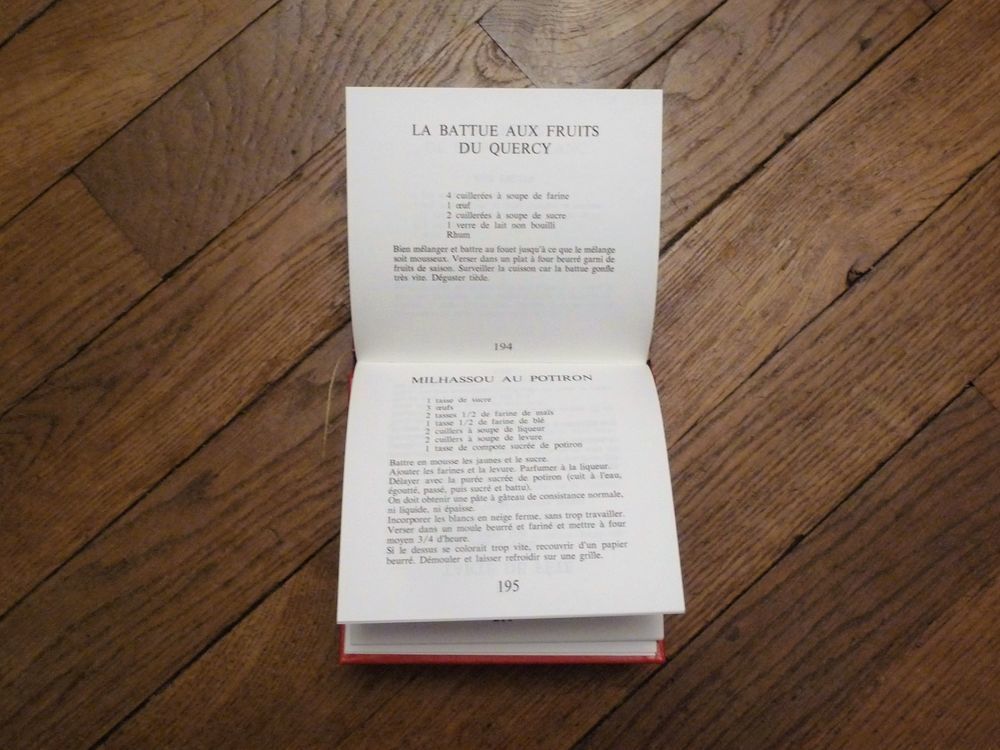 LA BATTUE AUX FRUITS
DU QUERCY
4 cuillerées à soupe de farine
1 œuf
2 cuillerées à soupe de sucre
1 verre de lait non bouilli
Rhum
Bien mélanger et battre au fouet jusqu'à ce que le mélange
soit mousseux. Verser dans un plat à four beurré garni de
fruits de saison. Surveiller la cuisson car la battue gonfle
très vite. Déguster tiède.
194
MILHASSOU AU POTIRON
1 tasse de sucre
3 œufs
2 tasses 1/2 de farine de maïs
1 tasse 1/2 de farine de blé
2 cuillers à soupe de liqueur
2 cuillers à soupe de levure
1 tasse de compote sucrée de potiron
Battre en mousse les jaunes et le sucre.
Ajouter les farines et la levure. Parfumer à la liqueur.
Délayer avec la purée sucrée de potiron (cuit à l'eau,
égoutté, passé, puis sucré et battu).
On doit obtenir une pâte à gâteau de consistance normale,
ni liquide, ni épaisse.
Incorporer les blancs en neige ferme, sans trop travailler.
Verser dans un moule beurré et fariné et mettre à four
moyen 3/4 d'heure.
Si le dessus se colorait trop vite, recouvrir d'un papier
beurré. Démouler et laisser refroidir sur une grille.
195